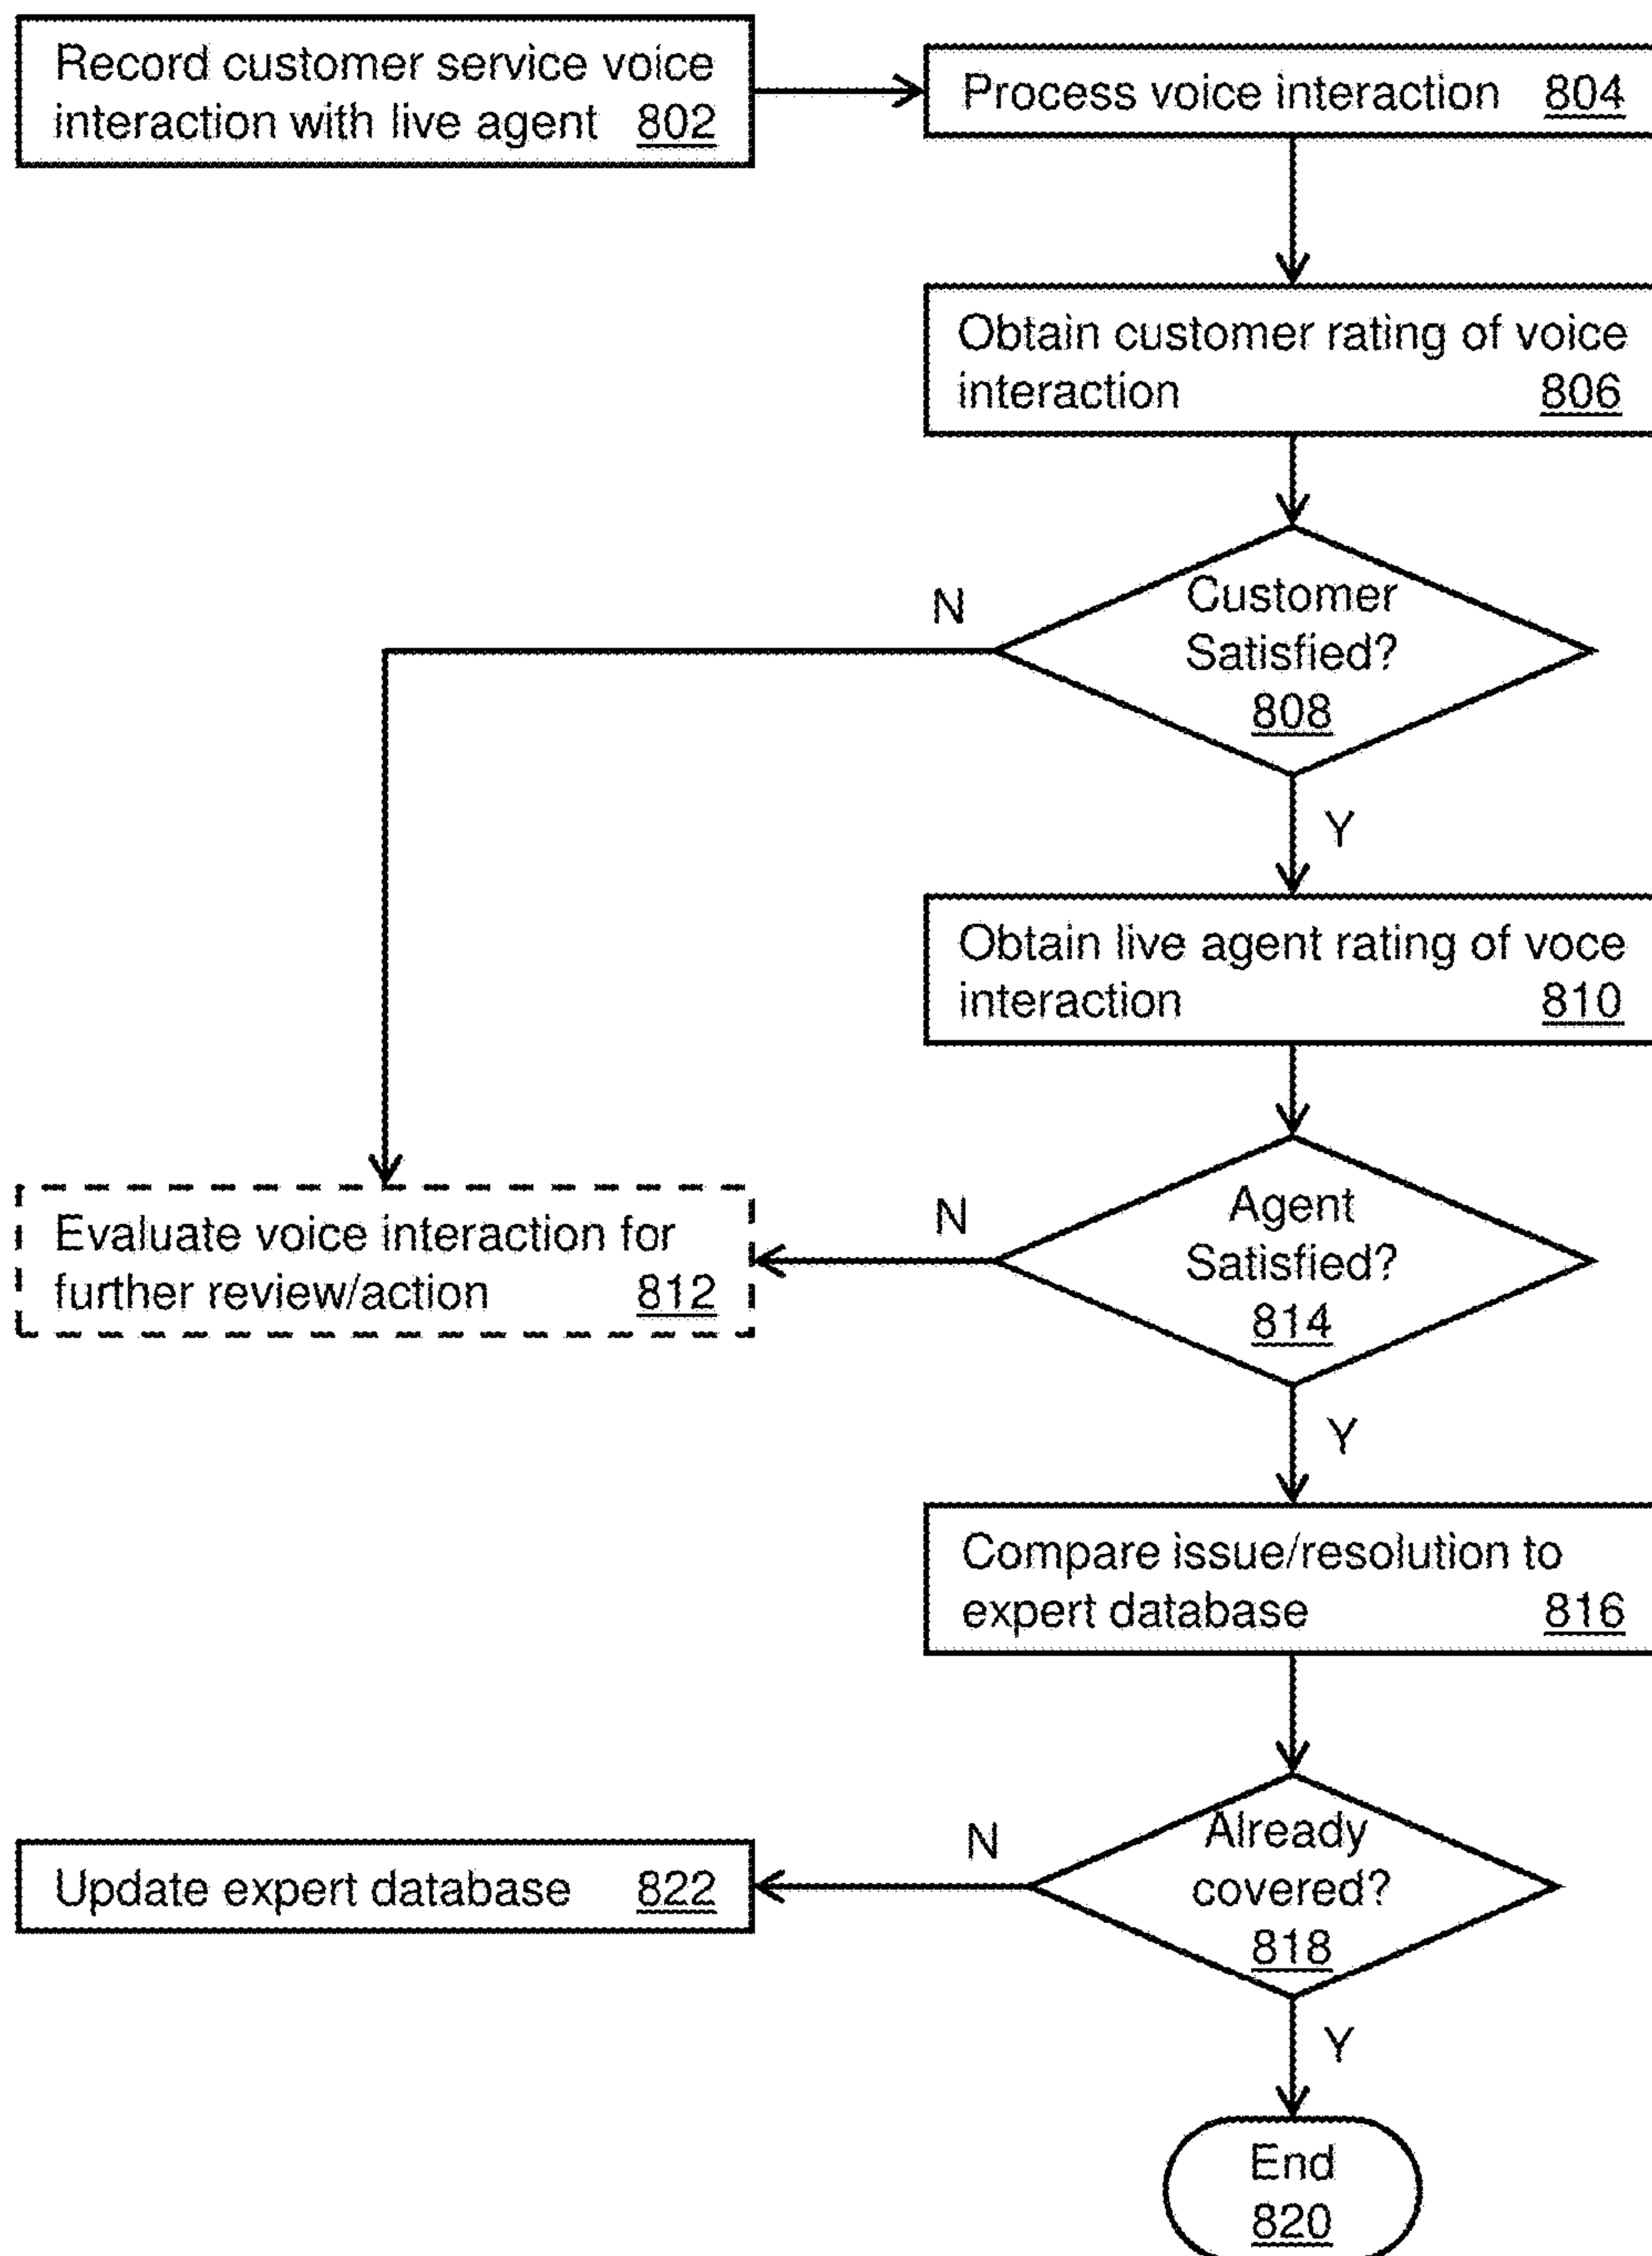 Record customer service voice
interaction with live agent 802
Process voice interaction 804
Obtain customer rating of voice
interaction 806
N
Customer
Satisfied?
808
Y
Obtain live agent rating of voce
interaction 810
Evaluate voice interaction for
further review/action 812
N
Agent
Satisfied?
814
Y
Compare issue/resolution to
expert database 816
Update expert database 822
N
Already
covered?
818
Y
End
820